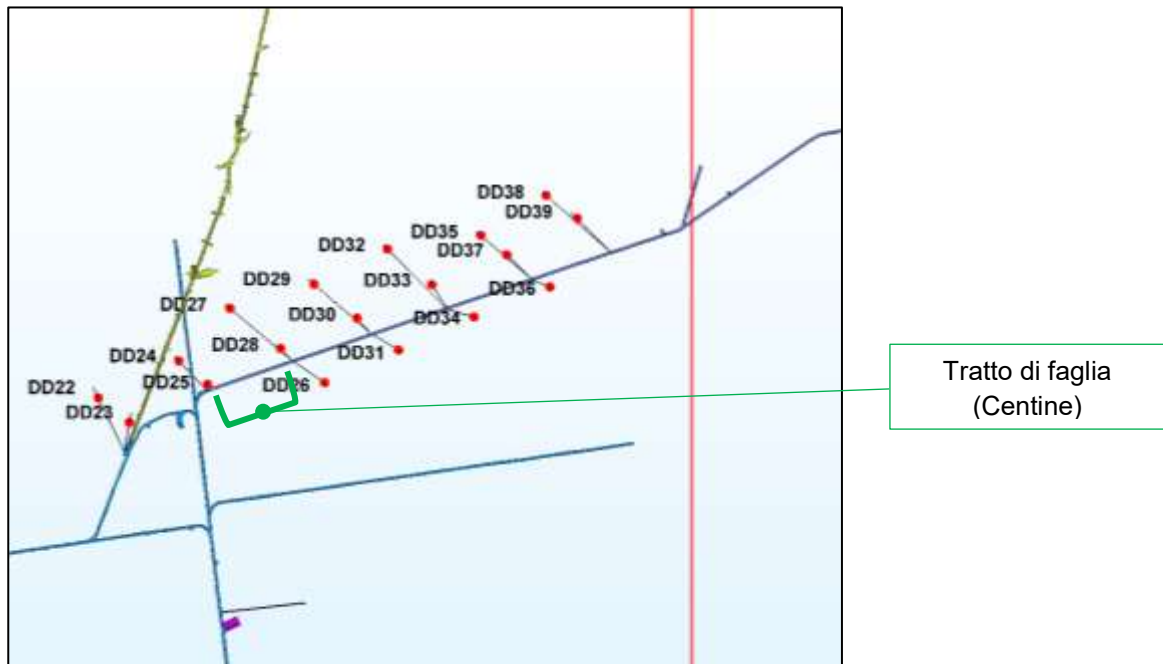 DD38
DD39
DD35
DD37
DD32
DD33
DD36
DD29
DD27
DD30
DD34
DD28
DD31
DD24
DD25
DD26
DD22
DD23
Tratto di faglia
(Centine)